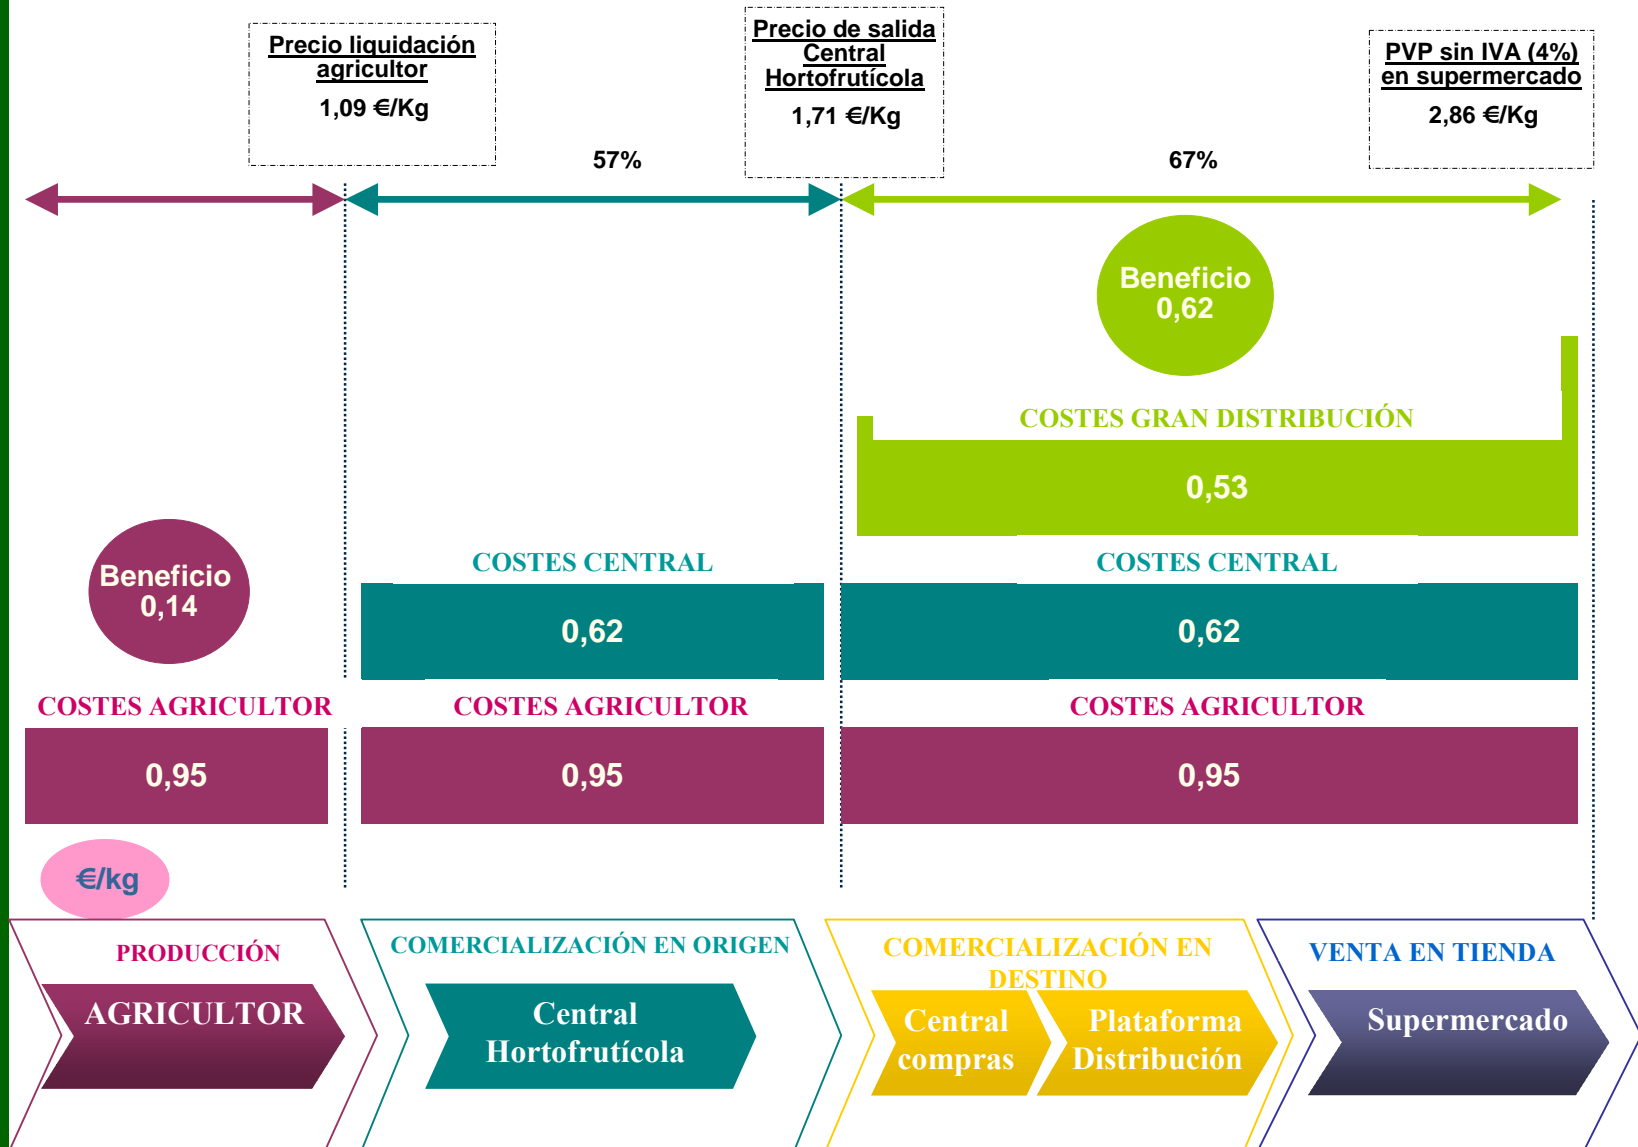 Precio liquidación
agricultor
1,09 €/Kg
Precio de salida
Central
Hortofrutícola
1,71 €/Kg
PVP sin IVA (4%)
en supermercado
2,86 €/Kg
57%
67%
Beneficio
0,62
COSTES GRAN DISTRIBUCIÓN
0,53
Beneficio
0,14
COSTES CENTRAL
COSTES CENTRAL
0,62
0,62
COSTES AGRICULTOR
COSTES AGRICULTOR
COSTES AGRICULTOR
0,95
0,95
0,95
€/kg
PRODUCCIÓN
AGRICULTOR
COMERCIALIZACIÓN EN ORIGEN
Central
Hortofrutícola
COMERCIALIZACIÓN EN
DESTINO
Central
compras
Plataforma
Distribución
VENTA EN TIENDA
Supermercado